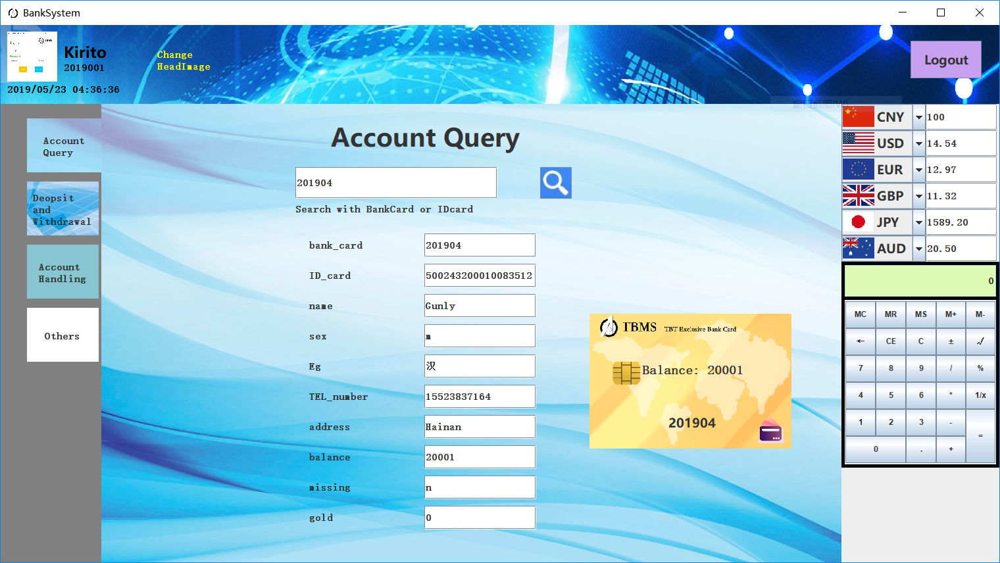 BankSystem
Kirito
2019001
2019/05/23 04:36:36
Change
HeadImage
Logout
Account
Query
Deopsit
and
Withdrawal
Account
Handling
Others
Account Query
201904
Search with BankCard or IDcard
bank_card 201904
ID_card 500243200010083512
name Gunly
sex m
Eg 汉
TEL_number 15523837164
address Hainan
balance 20001
missing n
gold 0
TBMS TBT Exclusive Bank Card
Balance: 20001
201904
CNY 100
USD 14.54
EUR 12.97
GBP 11.32
JPY 1589.20
AUD 20.50
0
MC MR MS M+ M-
← CE C ± √
7 8 9 / %
4 5 6 * 1/x
1 2 3 - =
0 . +